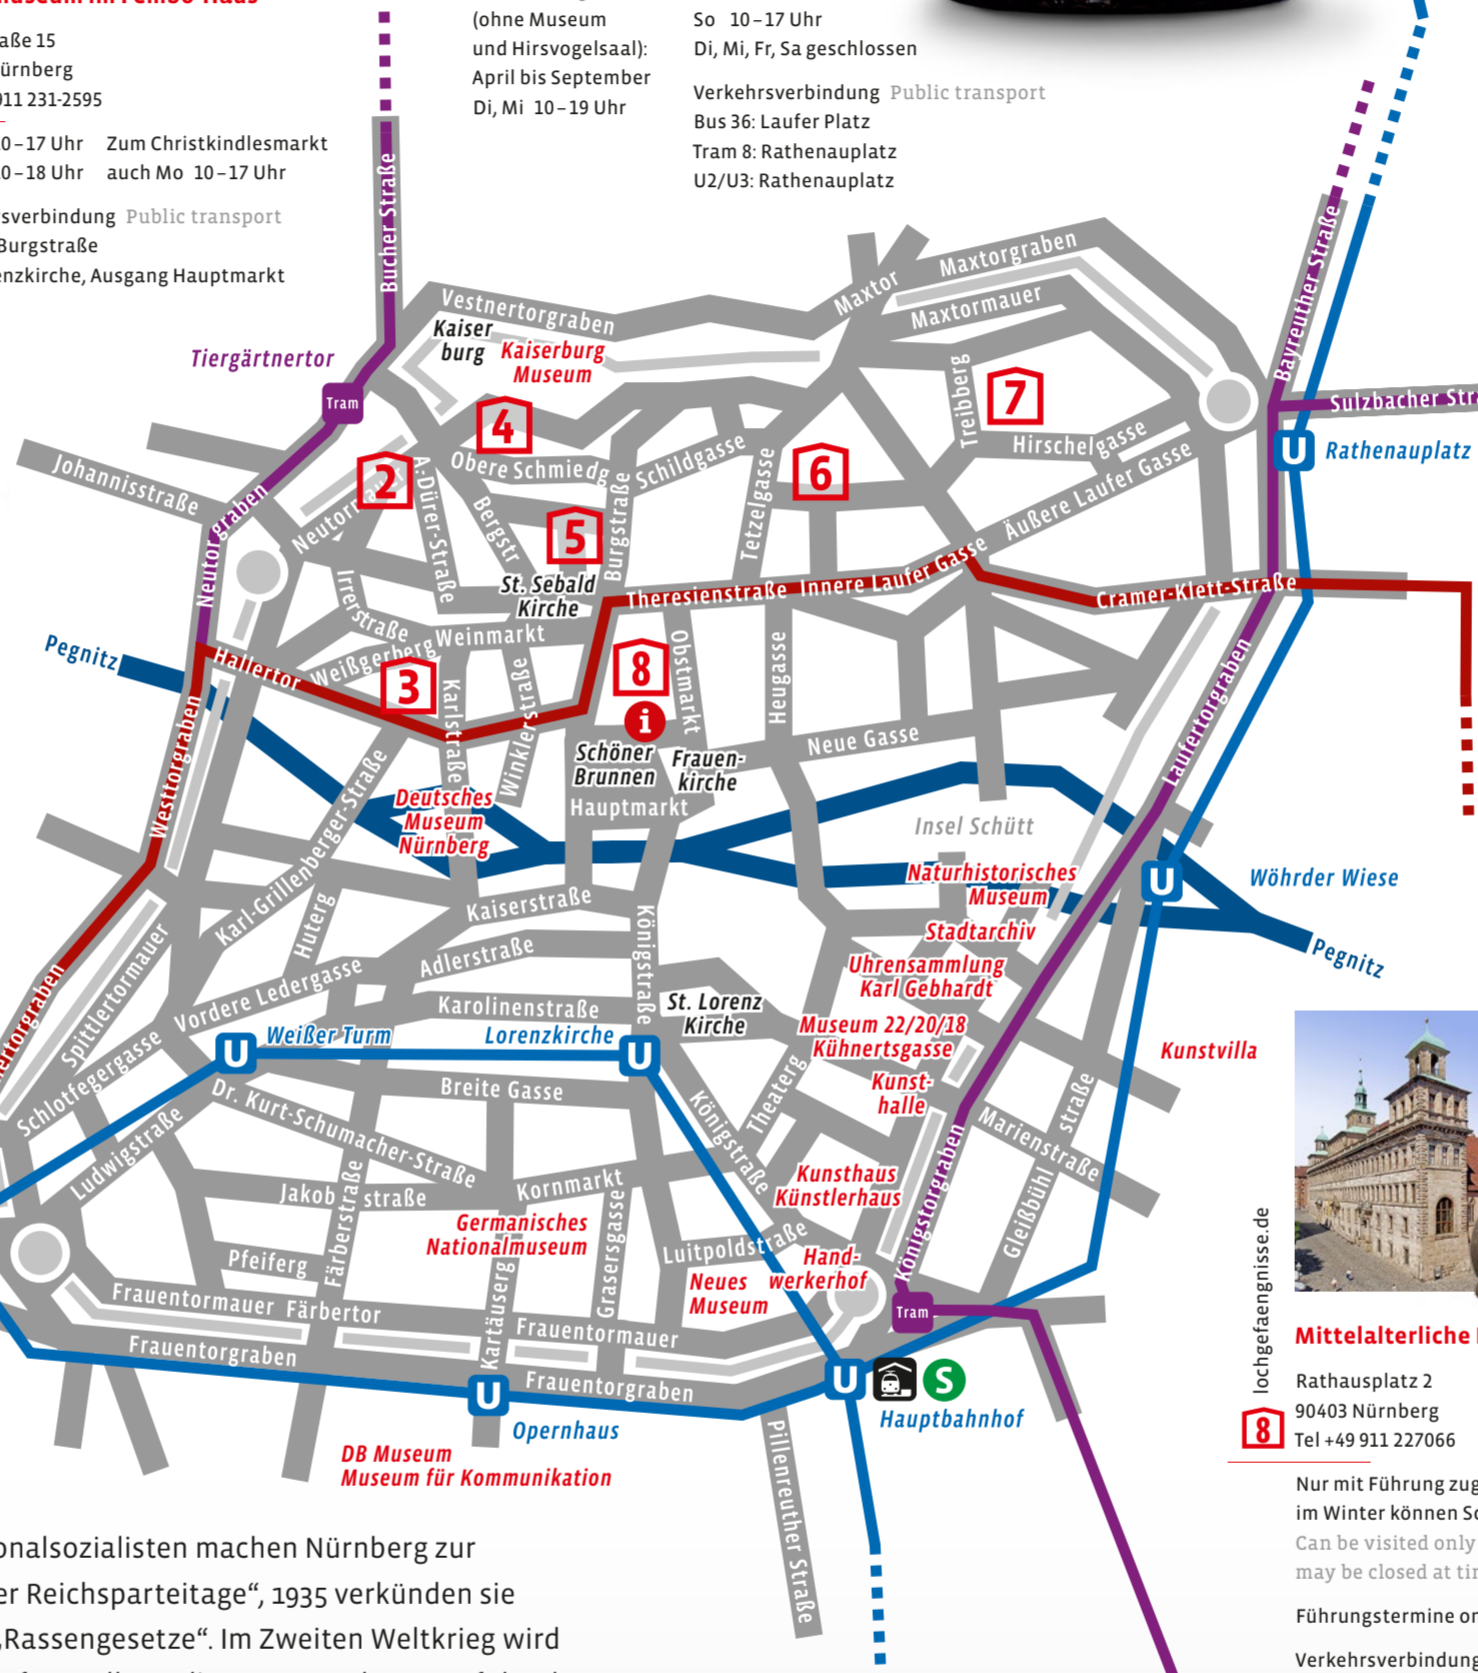 aße 15
ürnberg
911 231-2595
0–17 Uhr Zum Christkindlesmarkt
0–18 Uhr auch Mo 10–17 Uhr
rsverbindung Public transport
Burgstraße
enzkirche, Ausgang Hauptmarkt
(ohne Museum
und Hirsvogelsaal):
April bis September
Di, Mi 10–19 Uhr
So 10–17 Uhr
Di, Mi, Fr, Sa geschlossen
Verkehrsverbindung Public transport
Bus 36: Laufer Platz
Tram 8: Rathenauplatz
U2/U3: Rathenauplatz
Bucher Straße
Bayreuther Straße
Maxtorgraben
Maxtor
Maxtormauer
Vestnertorgraben
Kaiser
burg
Kaiserburg
Museum
Tiergärtnertor
Tram
Treibberg
7
Sulzbacher Str
4
Hirschelgasse
U
Rathenauplatz
Johannisstraße
2
Obere Schmiedg
Schildgasse
6
Äußere Laufer Gasse
Neutorgraben
Neutormauer
A.-Dürer-Straße
Bergstr
5
Burgstraße
Tetzelgasse
St. Sebald
Kirche
Theresienstraße
Innere Laufer Gasse
Cramer-Klett-Straße
Irrerstraße
Weinmarkt
Pegnitz
Hallertor
Weißgerberg
3
8
Obstmarkt
Heugasse
i
Karlstraße
Winklerstraße
Schöner
Brunnen
Frauen-
kirche
Neue Gasse
Laufertorgraben
Westtorgraben
Hauptmarkt
Deutsches
Museum
Nürnberg
Insel Schütt
Karl-Grillenberger-Straße
Naturhistorisches
Museum
U
Wöhrder Wiese
Pegnitz
Kaiserstraße
Huterg
Stadtarchiv
Adlerstraße
Königstraße
Uhrensammlung
Karl Gebhardt
Spittlertormauer
ertorgraben
Vordere Ledergasse
Karolinenstraße
St. Lorenz
Kirche
Museum 22/20/18
Kühnertsgasse
U
Weißer Turm
Lorenzkirche
U
Kunstvilla
Schlotfegergasse
Breite Gasse
Kunst-
halle
Theaterg
Königstraße
Marienstraße
Gleißbühl straße
Ludwigstraße
Dr. Kurt-Schumacher-Straße
Jakob straße
Kornmarkt
Kunsthaus
Künstlerhaus
Königstorgraben
Färberstraße
Germanisches
Nationalmuseum
Grasersgasse
Luitpoldstraße
Pfeiferg
Neues
Museum
Hand-
werkerhof
Kartäuserg
Frauentormauer
Färbertor
Frauentormauer
Tram
Frauentorgraben
Frauentorgraben
U
Opernhaus
U
S
Hauptbahnhof
DB Museum
Museum für Kommunikation
Pillenreuther Straße
lochgefaengnisse.de
8
Mittelalterliche
Rathausplatz 2
90403 Nürnberg
Tel +49 911 227066
Nur mit Führung zug
im Winter können So
Can be visited only
may be closed at tim
Führungstermine on
Verkehrsverbindung
onalsozialisten machen Nürnberg zur
er Reichsparteitage“, 1935 verkünden sie
„Rassengesetze“. Im Zweiten Weltkrieg wird